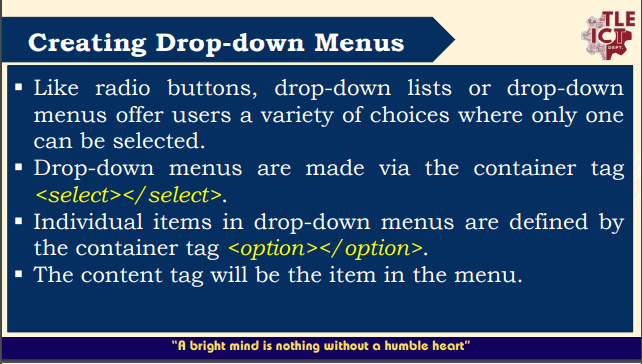 Creating Drop-down Menus
TLE
ICT
DEPT.
▪ Like radio buttons, drop-down lists or drop-down
menus offer users a variety of choices where only one
can be selected.
▪ Drop-down menus are made via the container tag
<select></select>.
▪ Individual items in drop-down menus are defined by
the container tag <option></option>.
▪ The content tag will be the item in the menu.
"A bright mind is nothing without a humble heart"